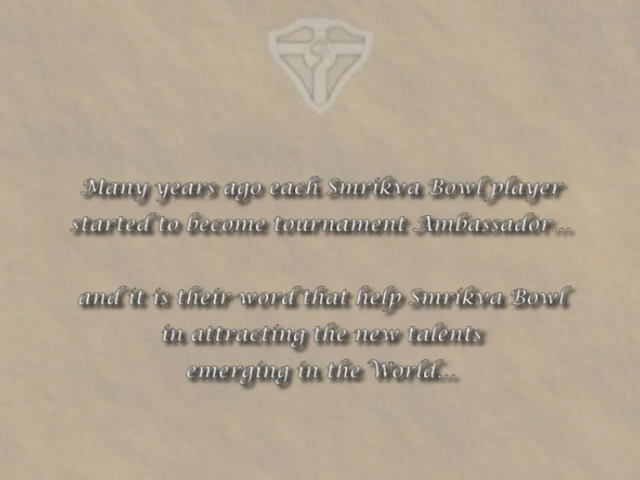 Many years ago each Smrikva Bowl player
started to become tournament Ambassador...
and it is their word that help Smrikva Bowl
in attracting the new talents
emerging in the World...